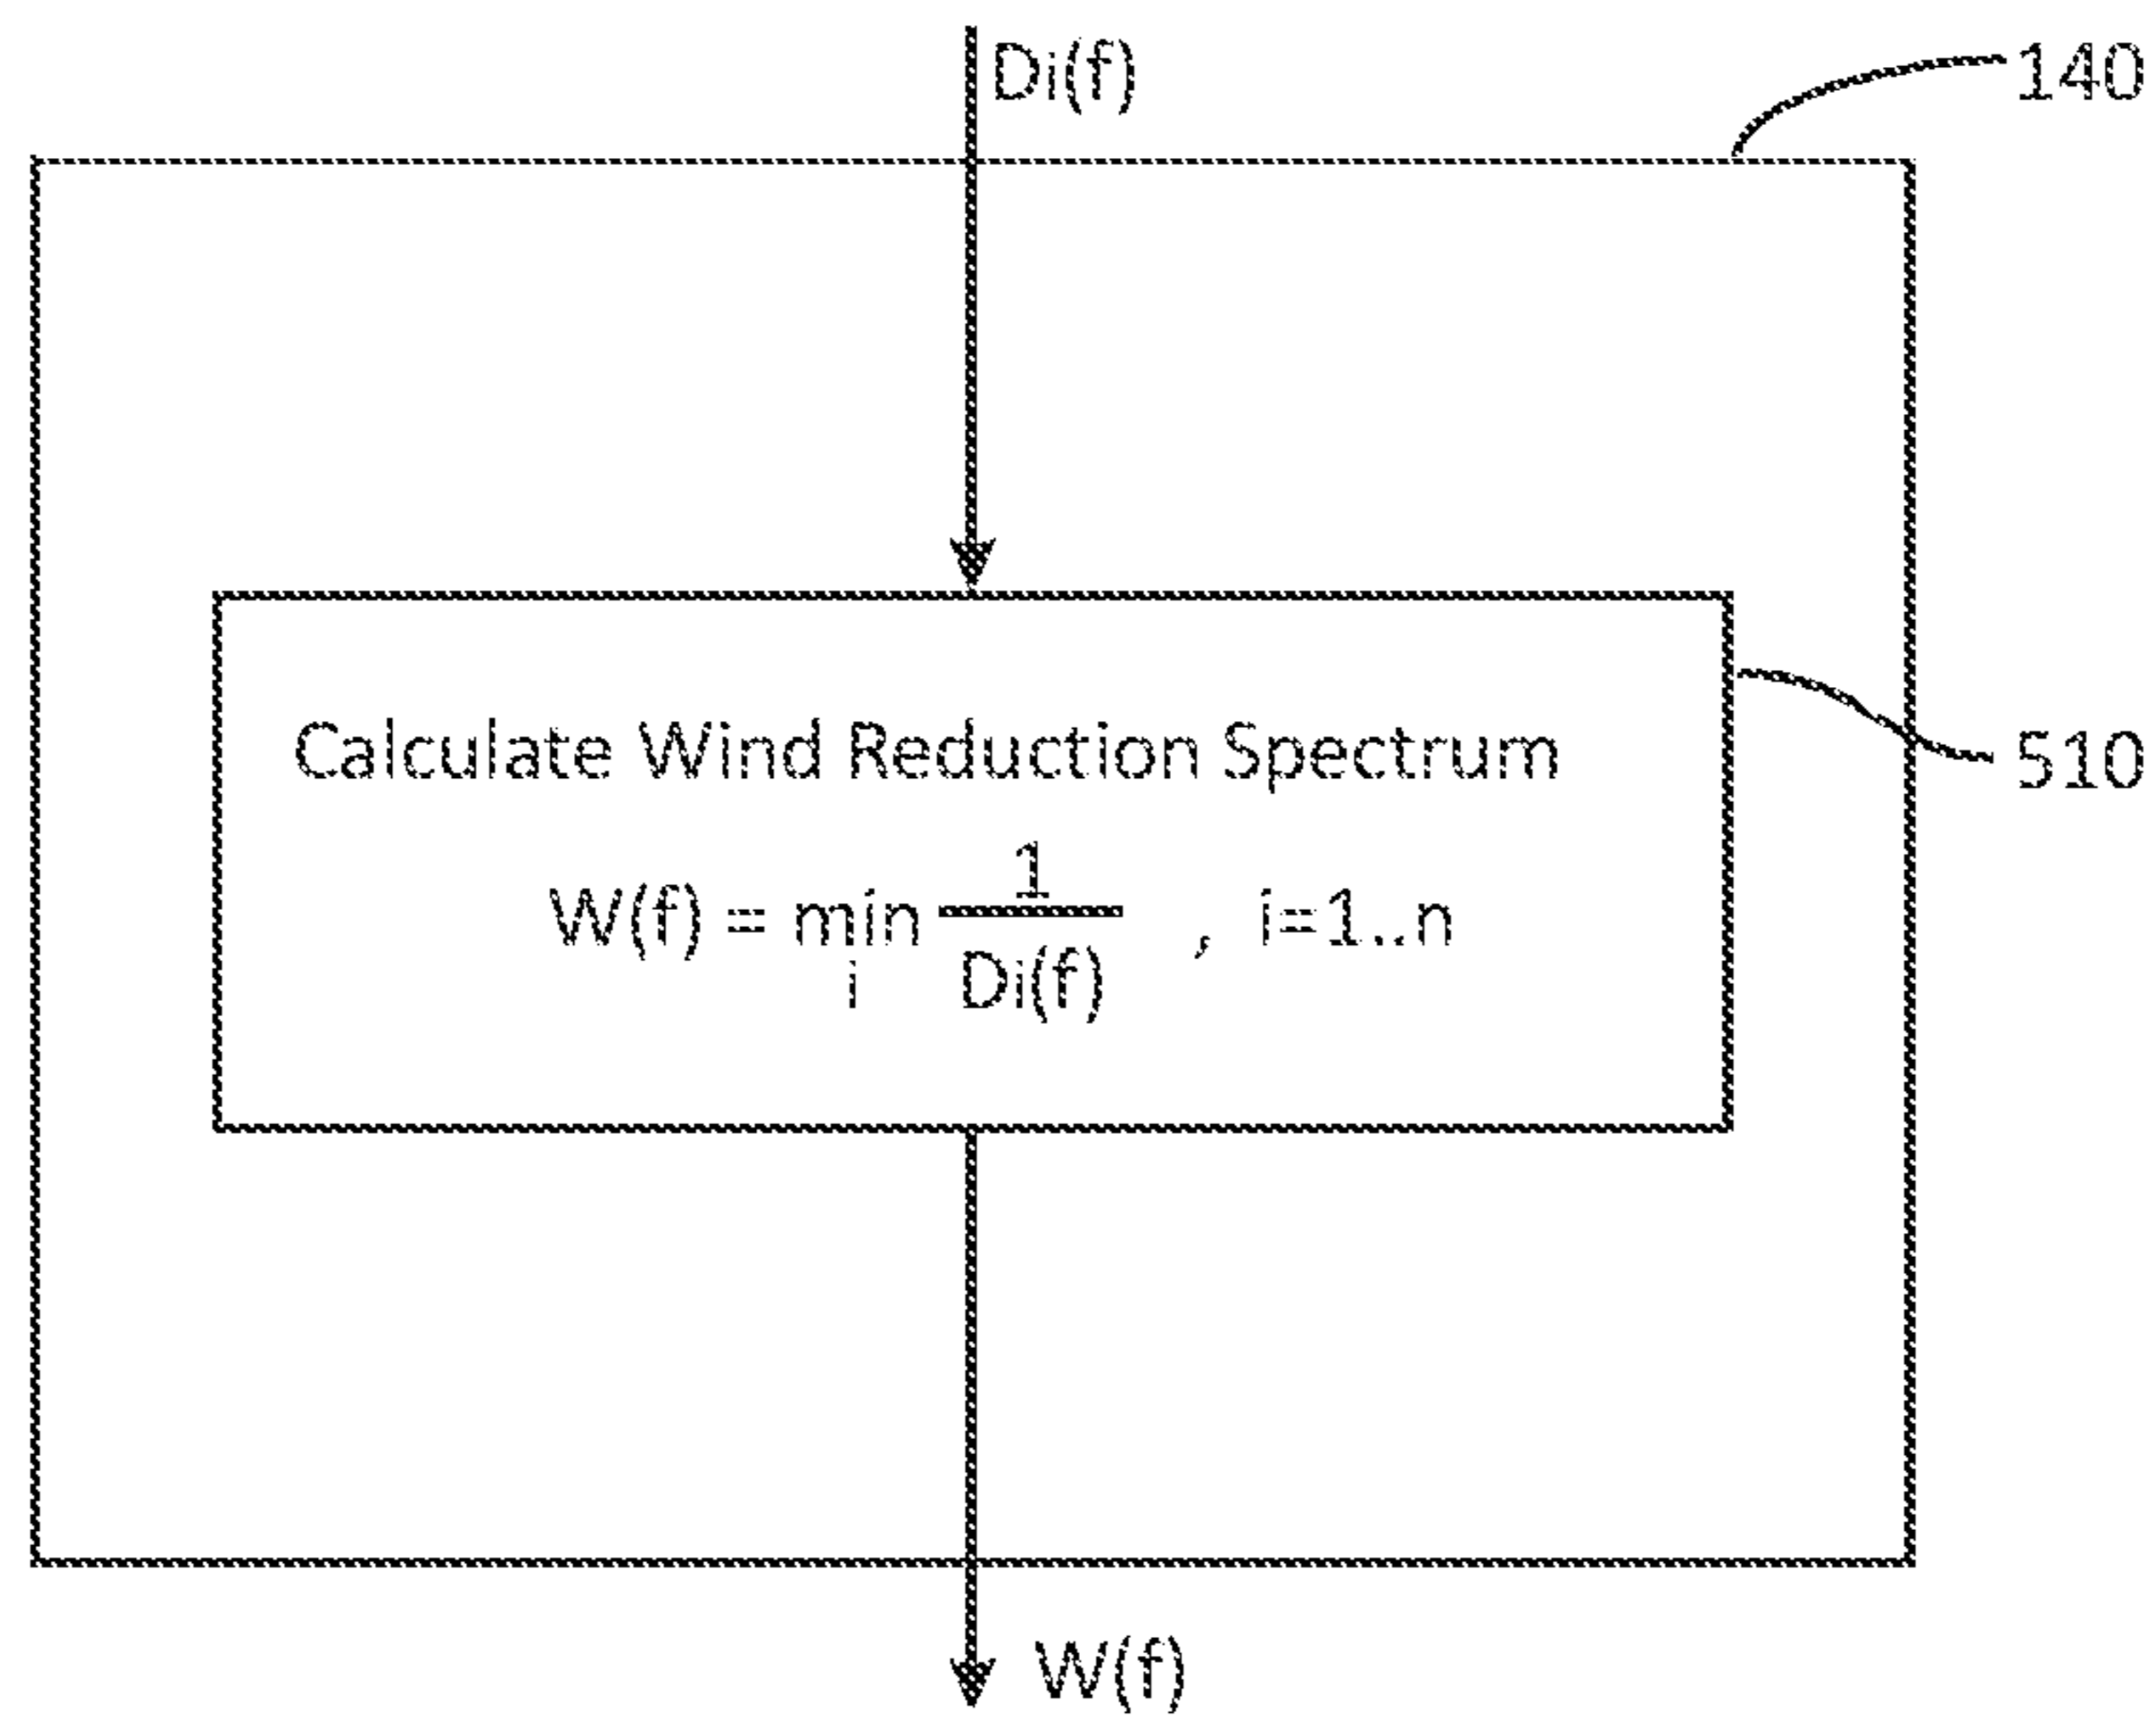 Di(f)
140
Calculate Wind Reduction Spectrum
510
1
W(f) = min , i=1..n
i Di(f)
W(f)